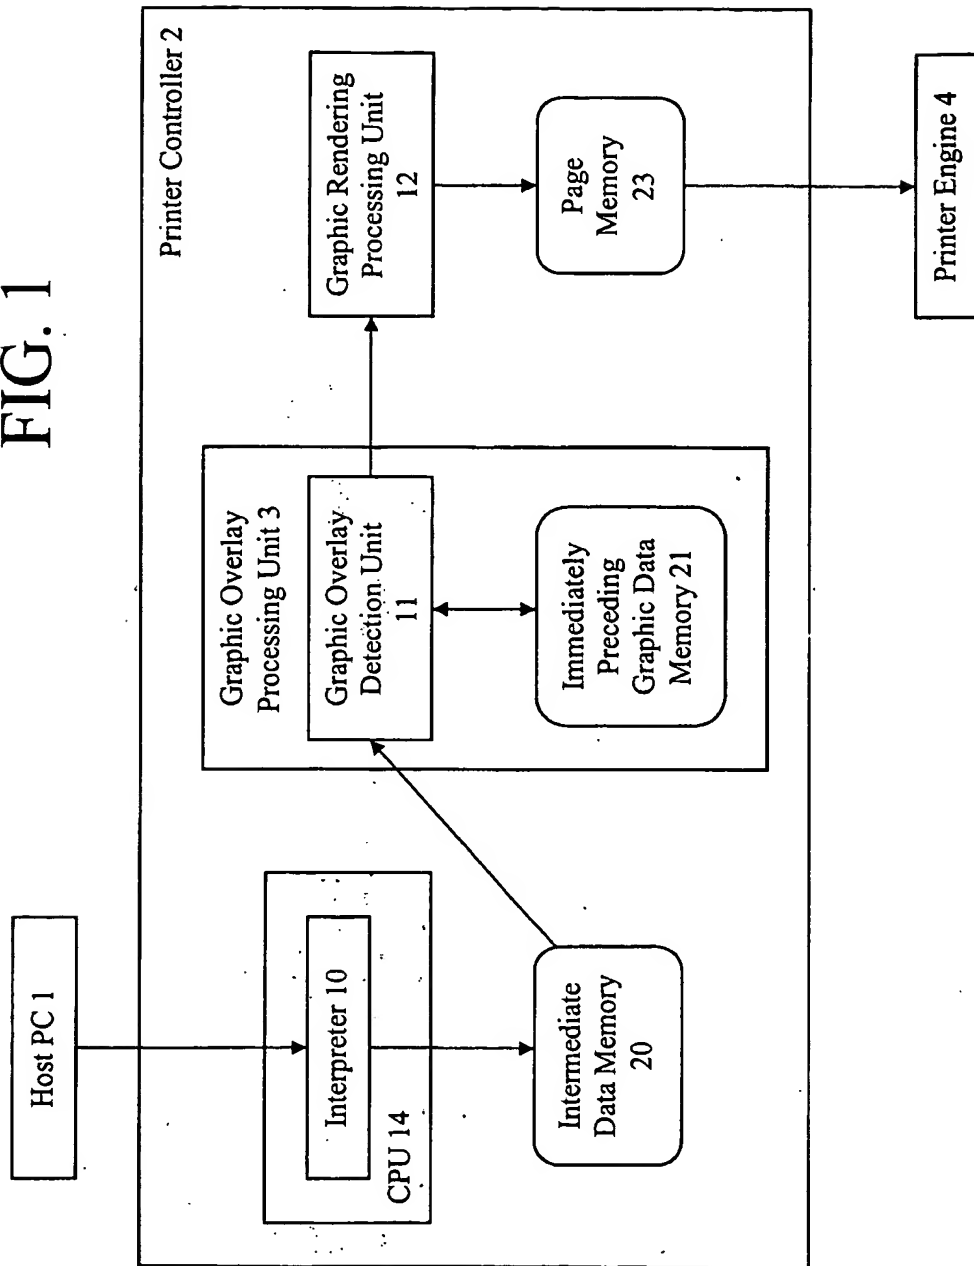 FIG. 1
Host PC 1
Printer Controller 2
Interpreter 10
CPU 14
Intermediate
Data Memory
20
Graphic Overlay
Processing Unit 3
Graphic Overlay
Detection Unit
11
Immediately
Preceding
Graphic Data
Memory 21
Graphic Rendering
Processing Unit
12
Page
Memory
23
Printer Engine 4